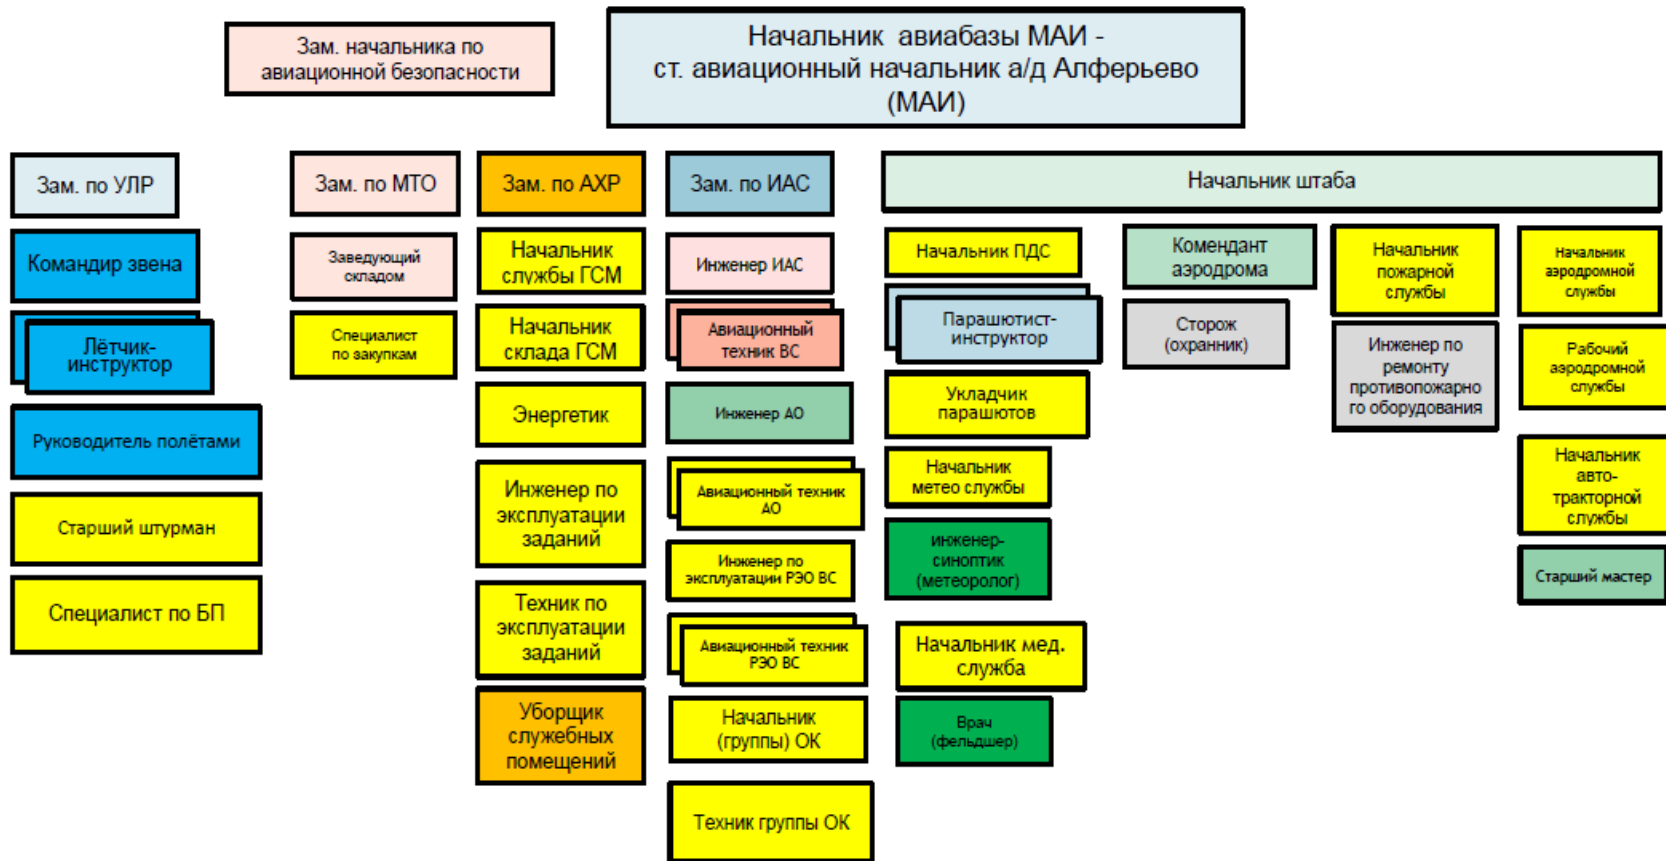 Зам. начальника по
авиационной безопасности
Начальник авиабазы МАИ -
ст. авиационный начальник а/д Алферьево
(МАИ)
Зам. по УЛР
Командир звена
Лётчик-
инструктор
Руководитель полётами
Старший штурман
Специалист по БП
Зам. по МТО
Заведующий
складом
Специалист
по закупкам
Зам. по АХР
Начальник
службы ГСМ
Начальник
склада ГСМ
Энергетик
Инженер по
эксплуатации
заданий
Техник по
эксплуатации
заданий
Уборщик
служебных
помещений
Зам. по ИАС
Инженер ИАС
Авиационный
техник ВС
Инженер АО
Авиационный техник
АО
Инженер по
эксплуатации РЭО ВС
Авиационный техник
РЭО ВС
Начальник
(группы) ОК
Техник группы ОК
Начальник штаба
Начальник ПДС
Парашютист-
инструктор
Укладчик
парашютов
Начальник
метео службы
инженер-
синоптик
(метеоролог)
Начальник мед.
служба
Врач
(фельдшер)
Комендант
аэродрома
Сторож
(охранник)
Начальник
пожарной
службы
Инженер по
ремонту
противопожарно
го оборудования
Начальник
аэродромной
службы
Рабочий
аэродромной
службы
Начальник
авто-
тракторной
службы
Старший мастер